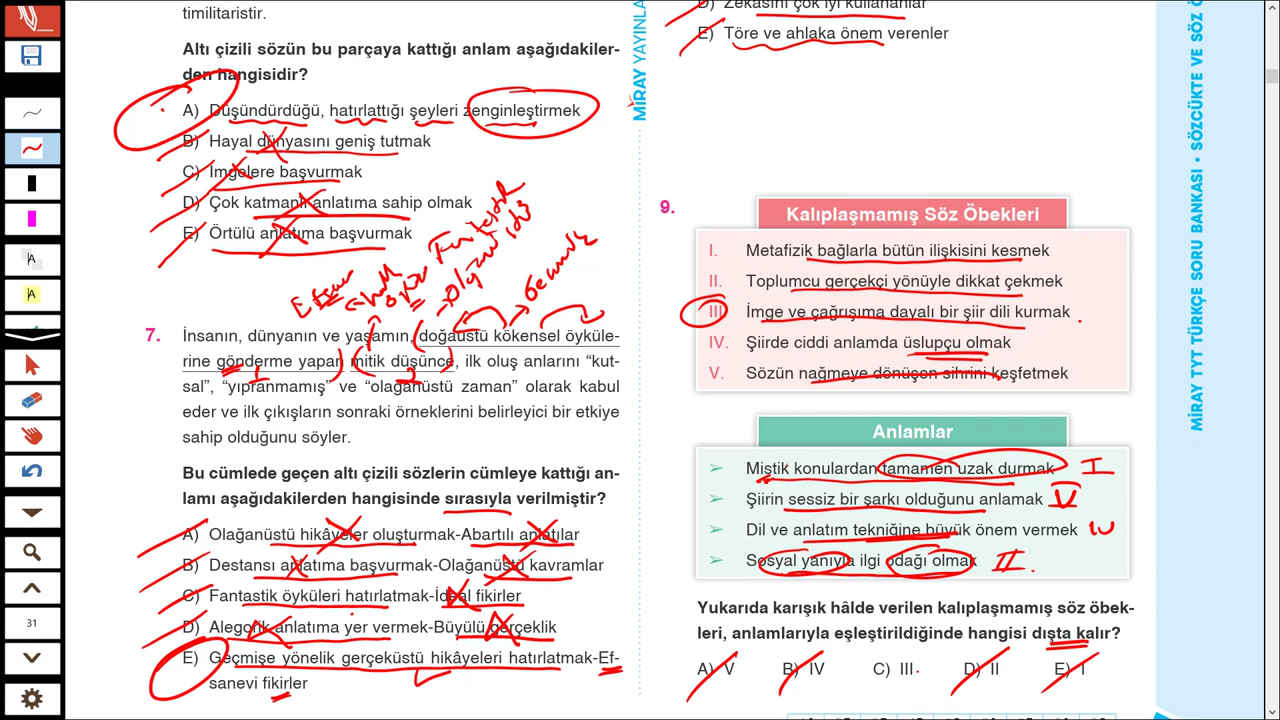 timilitaristir.
Altı çizili sözün bu parçaya kattığı anlam aşağıdakiler-
den hangisidir?
A) Düşündürdüğü, hatırlattığı şeyleri zenginleştirmek
B) Hayal dünyasını geniş tutmak
C) İmgelere başvurmak
D) Çok katmanlı anlatıma sahip olmak
E) Örtülü anlatıma başvurmak
7. İnsanın, dünyanın ve yaşamın, doğaüstü kökensel öyküle-
rine gönderme yapan mitik düşünce, ilk oluş anlarını “kut-
sal”, “yıpranmamış” ve “olağanüstü zaman” olarak kabul
eder ve ilk çıkışların sonraki örneklerini belirleyici bir etkiye
sahip olduğunu söyler.
Bu cümlede geçen altı çizili sözlerin cümleye kattığı an-
lamı aşağıdakilerden hangisinde sırasıyla verilmiştir?
A) Olağanüstü hikâyeler oluşturmak-Abartılı anlatılar
B) Destansı anlatıma başvurmak-Olağanüstü kavramlar
C) Fantastik öyküleri hatırlatmak-İdeal fikirler
D) Alegorik anlatıma yer vermek-Büyülü gerçeklik
E) Geçmişe yönelik gerçeküstü hikâyeleri hatırlatmak-Ef-
sanevi fikirler
D) Zekâsını çok iyi kullananlar
E) Töre ve ahlaka önem verenler
9.
Kalıplaşmamış Söz Öbekleri
I. Metafizik bağlarla bütün ilişkisini kesmek
II. Toplumcu gerçekçi yönüyle dikkat çekmek
III. İmge ve çağrışıma dayalı bir şiir dili kurmak
IV. Şiirde ciddi anlamda üslupçu olmak
V. Sözün nağmeye dönüşen sihrini keşfetmek
Anlamlar
➢ Mistik konulardan tamamen uzak durmak I
➢ Şiirin sessiz bir şarkı olduğunu anlamak V
➢ Dil ve anlatım tekniğine büyük önem vermek IV
➢ Sosyal yanıyla ilgi odağı olmak II
Yukarıda karışık hâlde verilen kalıplaşmamış söz öbek-
leri, anlamlarıyla eşleştirildiğinde hangisi dışta kalır?
A) V B) IV C) III D) II E) I
MİRAY YAYINLA
MİRAY TYT TÜRKÇE SORU BANKASI • SÖZCÜKTE VE SÖZ Ö
31